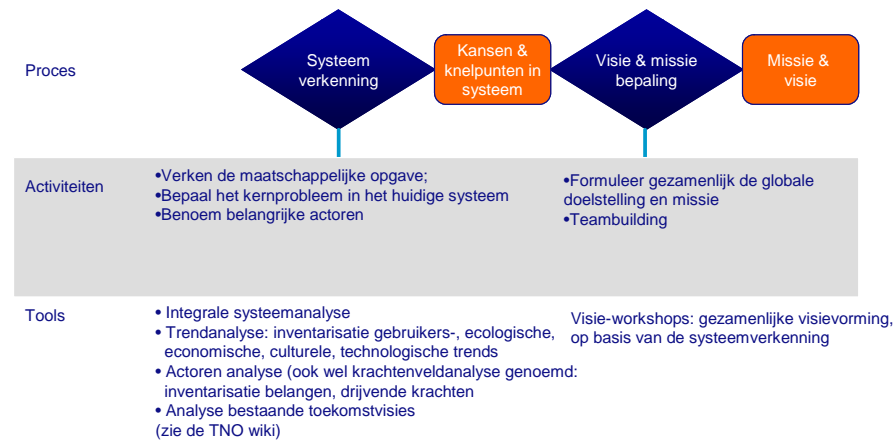 Proces
Systeem
verkenning
Kansen &
knelpunten in
systeem
Visie & missie
bepaling
Missie &
visie
Activiteiten
•Verken de maatschappelijke opgave;
•Bepaal het kernprobleem in het huidige systeem
•Benoem belangrijke actoren
•Formuleer gezamenlijk de globale
doelstelling en missie
•Teambuilding
Tools
• Integrale systeemanalyse
• Trendanalyse: inventarisatie gebruikers-, ecologische,
economische, culturele, technologische trends
• Actoren analyse (ook wel krachtenveldanalyse genoemd:
inventarisatie belangen, drijvende krachten
• Analyse bestaande toekomstvisies
(zie de TNO wiki)
Visie-workshops: gezamenlijke visievorming,
op basis van de systeemverkenning